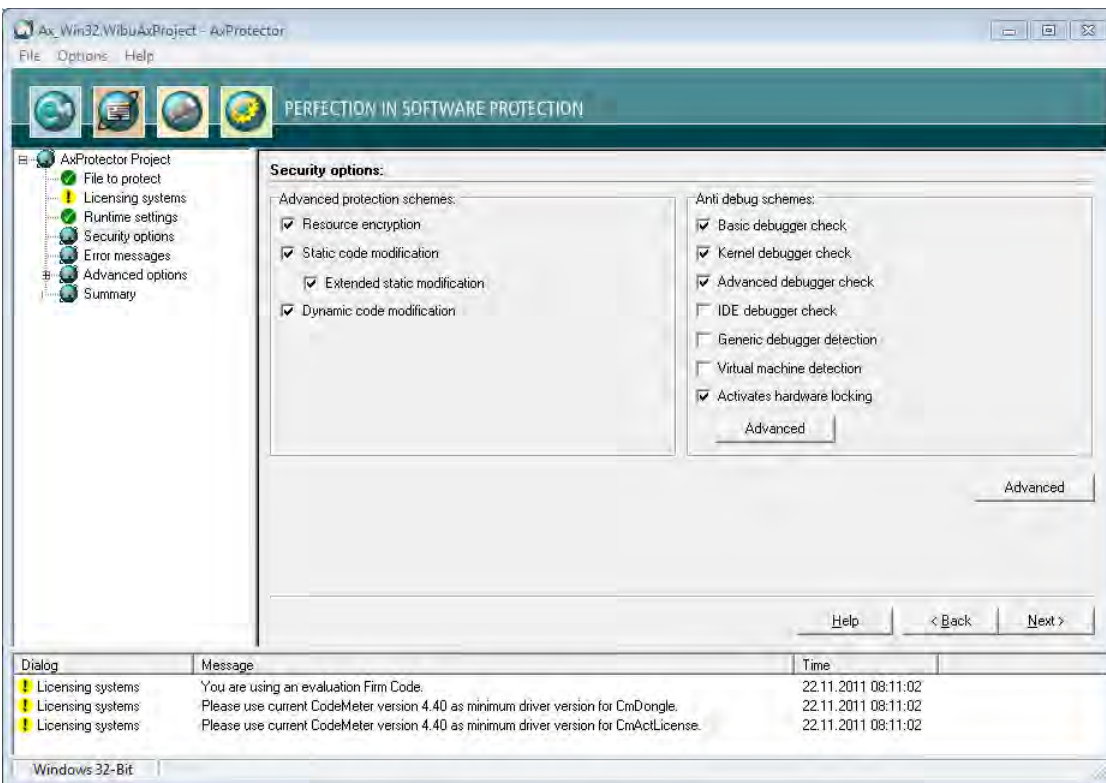 Ax_Win32.WibuAxProject - AxProtector
File Options Help
PERFECTION IN SOFTWARE PROTECTION
AxProtector Project
File to protect
Licensing systems
Runtime settings
Security options
Error messages
Advanced options
Summary
Security options:
Advanced protection schemes:
Resource encryption
Static code modification
Extended static modification
Dynamic code modification
Anti debug schemes:
Basic debugger check
Kernel debugger check
Advanced debugger check
IDE debugger check
Generic debugger detection
Virtual machine detection
Activates hardware locking
Advanced
Advanced
Help < Back Next >
Dialog Message Time
Licensing systems You are using an evaluation Firm Code. 22.11.2011 08:11:02
Licensing systems Please use current CodeMeter version 4.40 as minimum driver version for CmDongle. 22.11.2011 08:11:02
Licensing systems Please use current CodeMeter version 4.40 as minimum driver version for CmActLicense. 22.11.2011 08:11:02
Windows 32-Bit